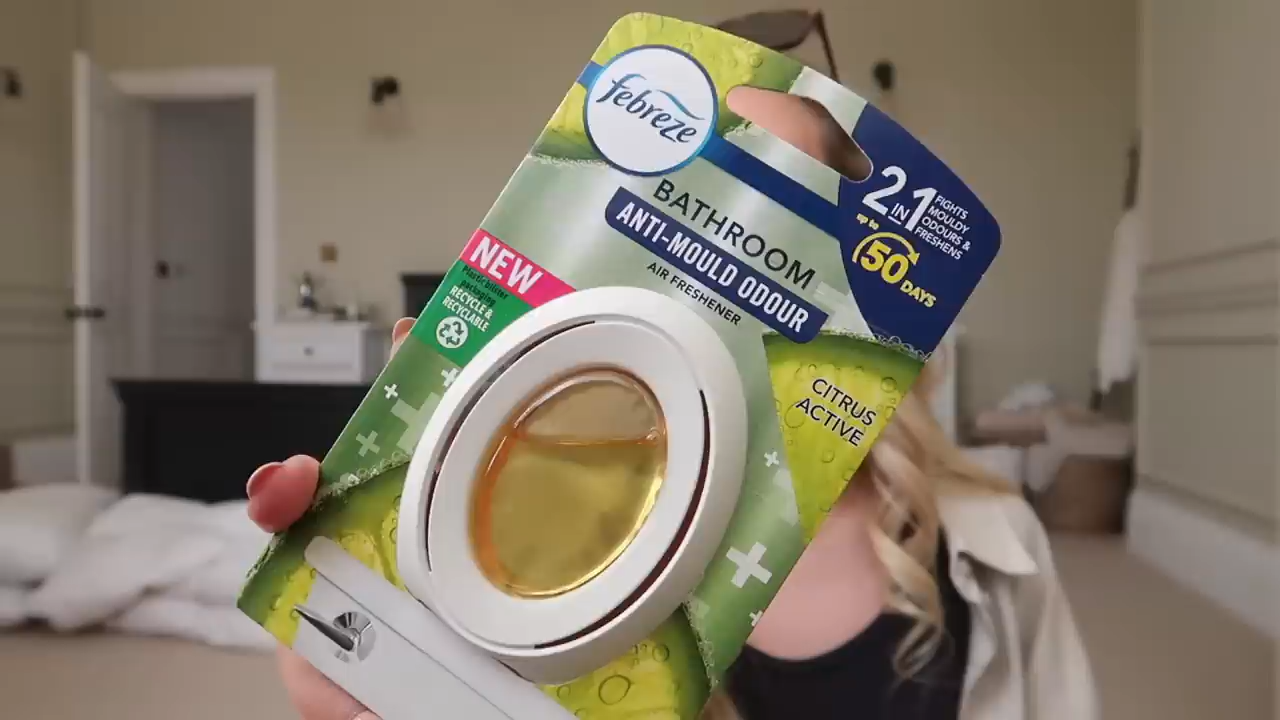 febreze
BATHROOM
ANTI-MOULD ODOUR
AIR FRESHENER
2 IN 1
FIGHTS
MOULDY
ODOURS &
FRESHENS
up to
50
DAYS
NEW
Plastic blister
packaging
RECYCLE &
RECYCLABLE
CITRUS
ACTIVE